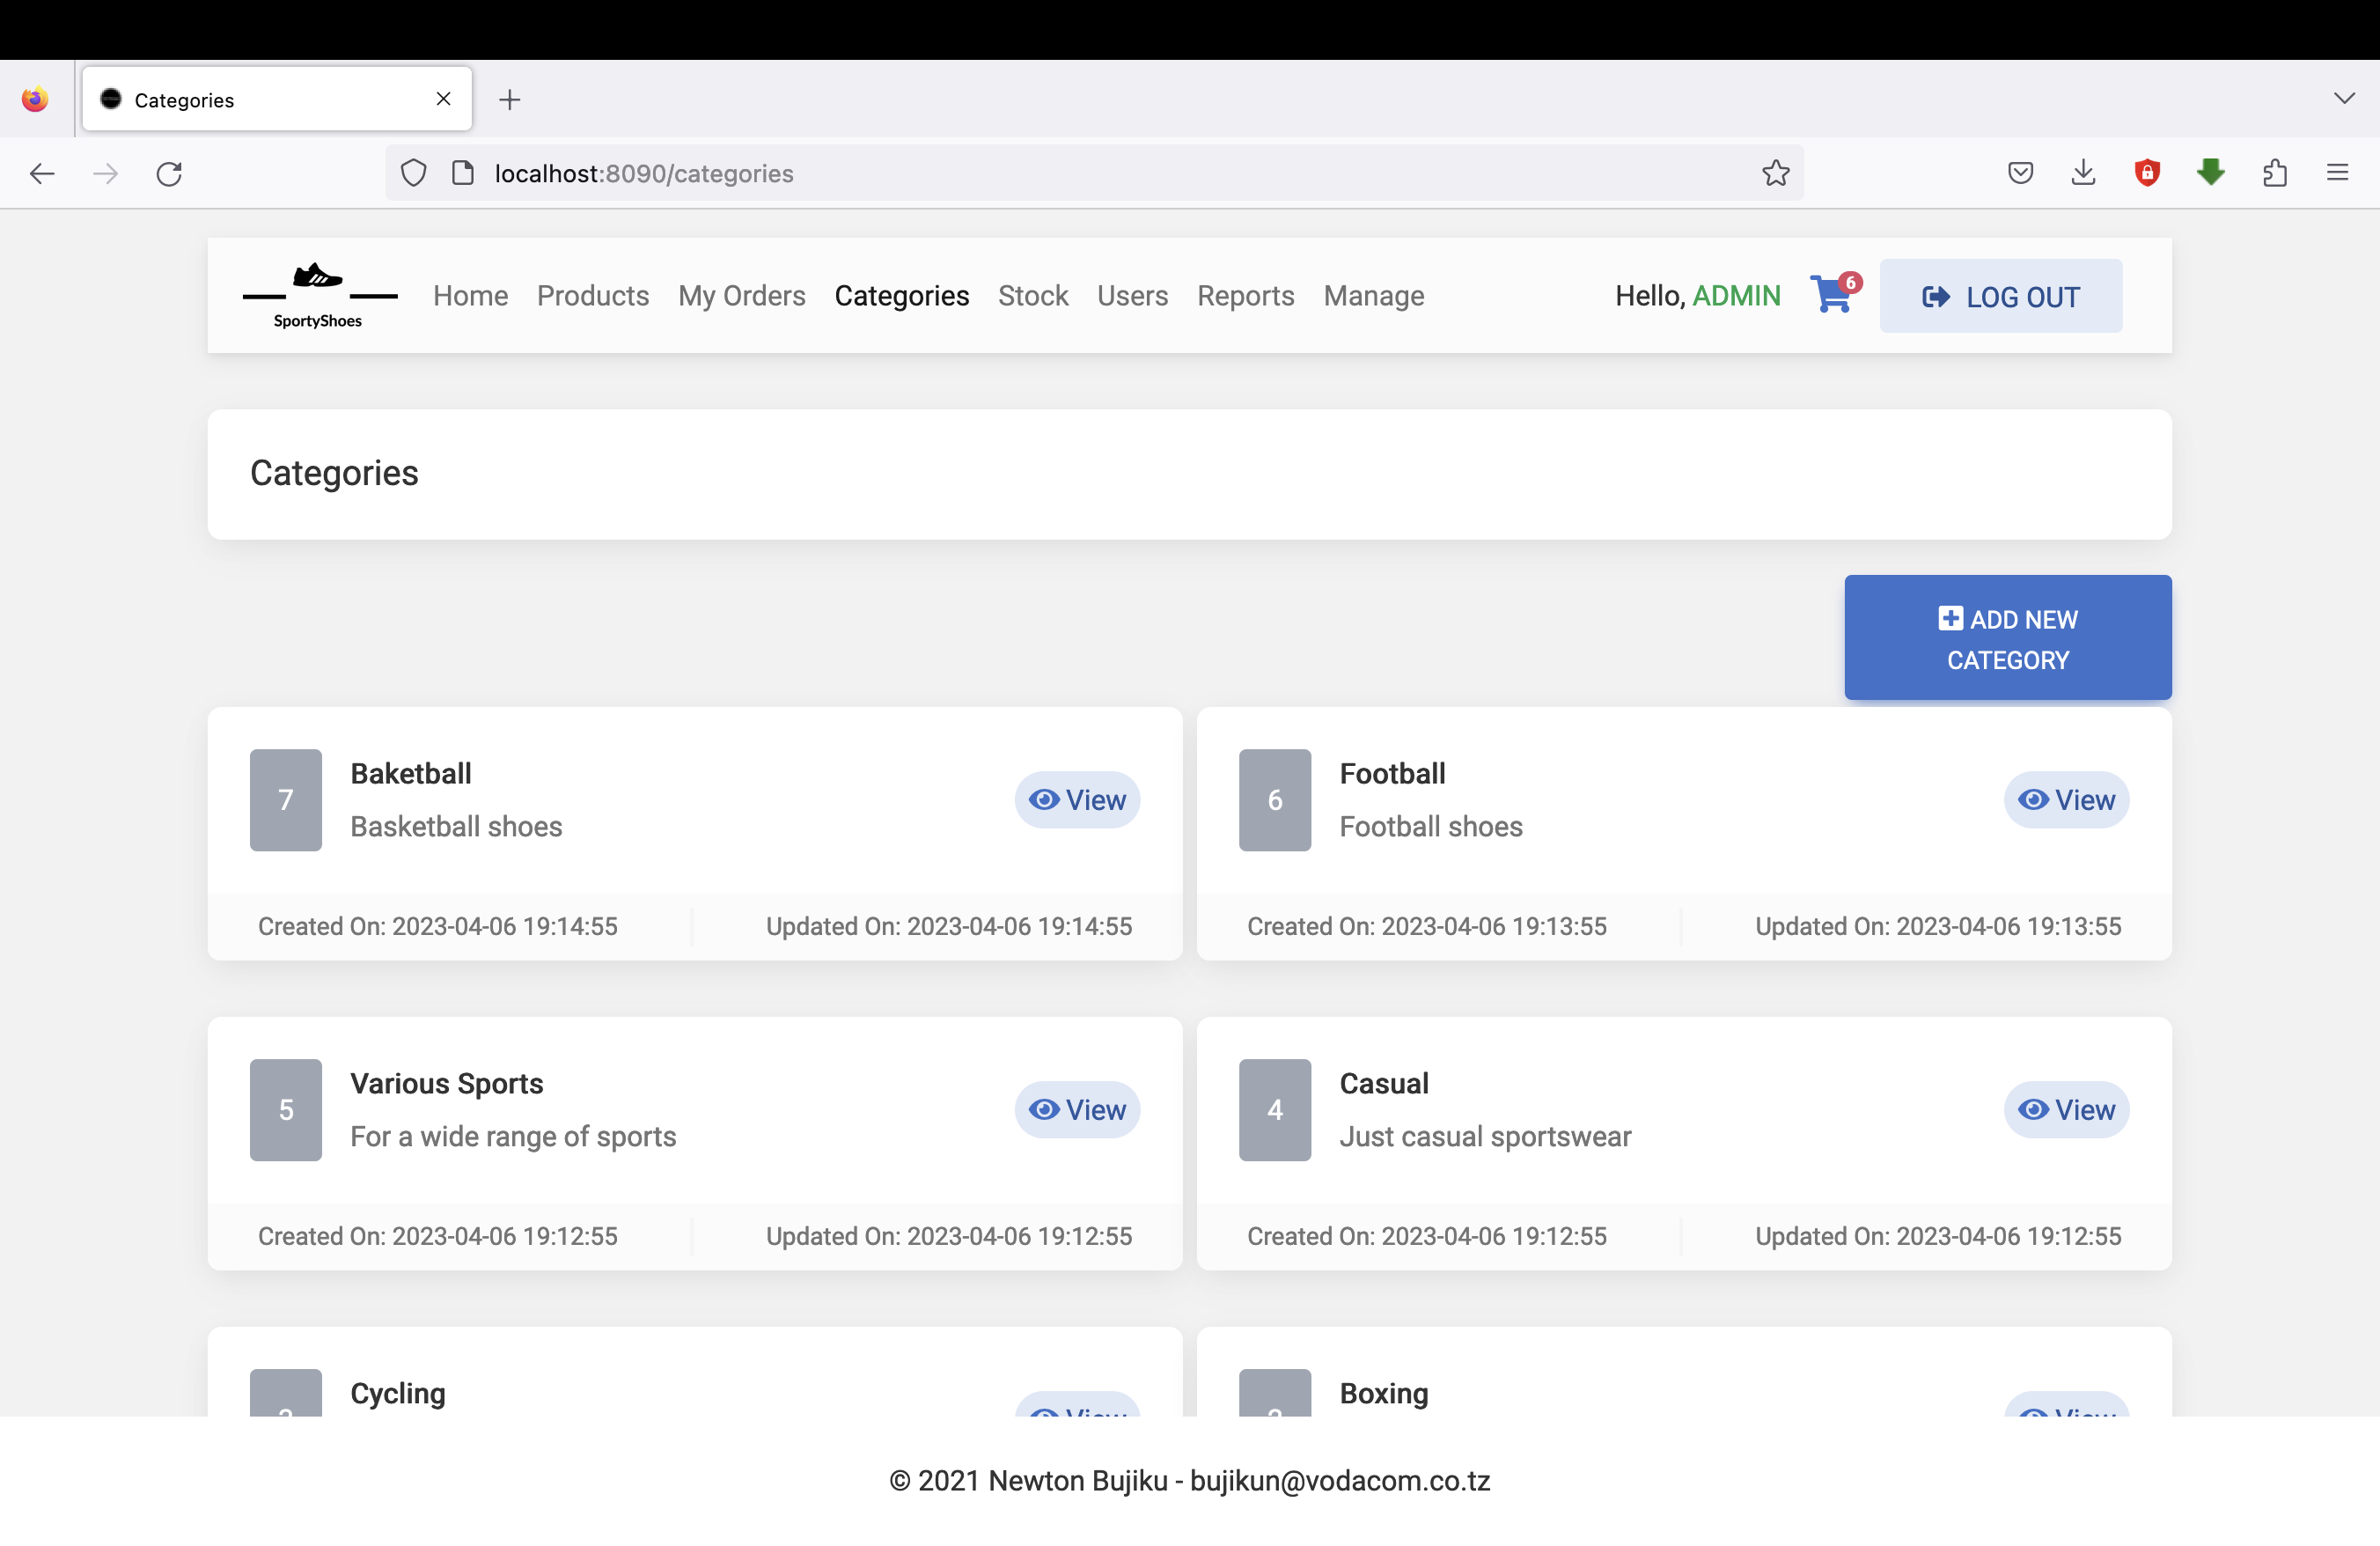 Categories
localhost:8090/categories
SportyShoes
Home Products My Orders Categories Stock Users Reports Manage
Hello, ADMIN
6
LOG OUT
Categories
ADD NEW
CATEGORY
7
Baketball
Basketball shoes
View
Created On: 2023-04-06 19:14:55
Updated On: 2023-04-06 19:14:55
6
Football
Football shoes
View
Created On: 2023-04-06 19:13:55
Updated On: 2023-04-06 19:13:55
5
Various Sports
For a wide range of sports
View
Created On: 2023-04-06 19:12:55
Updated On: 2023-04-06 19:12:55
4
Casual
Just casual sportswear
View
Created On: 2023-04-06 19:12:55
Updated On: 2023-04-06 19:12:55
Cycling
View
Boxing
View
© 2021 Newton Bujiku - bujikun@vodacom.co.tz